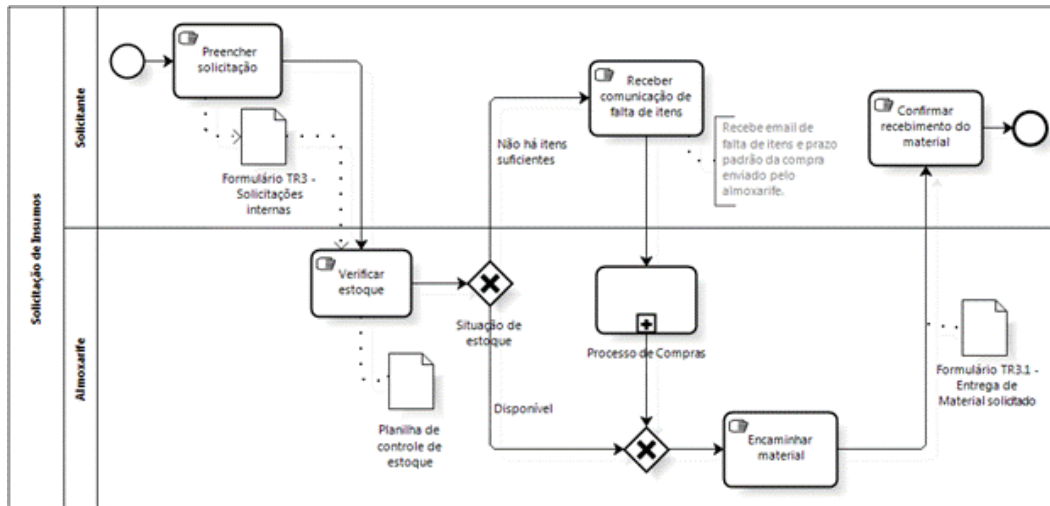 Solicitação de Insumos
Solicitante
Preencher
solicitação
Formulário TR3 -
Solicitações
internas
Não há itens
suficientes
Receber
comunicação de
falta de itens
Recebe email de
falta de itens e prazo
padrão da compra
enviado pelo
almoxarife.
Confirmar
recebimento do
material
Almoxarife
Verificar
estoque
Situação de
estoque
Planilha de
controle de
estoque
Disponível
Processo de Compras
Encaminhar
material
Formulário TR3.1 -
Entrega de
Material solicitado